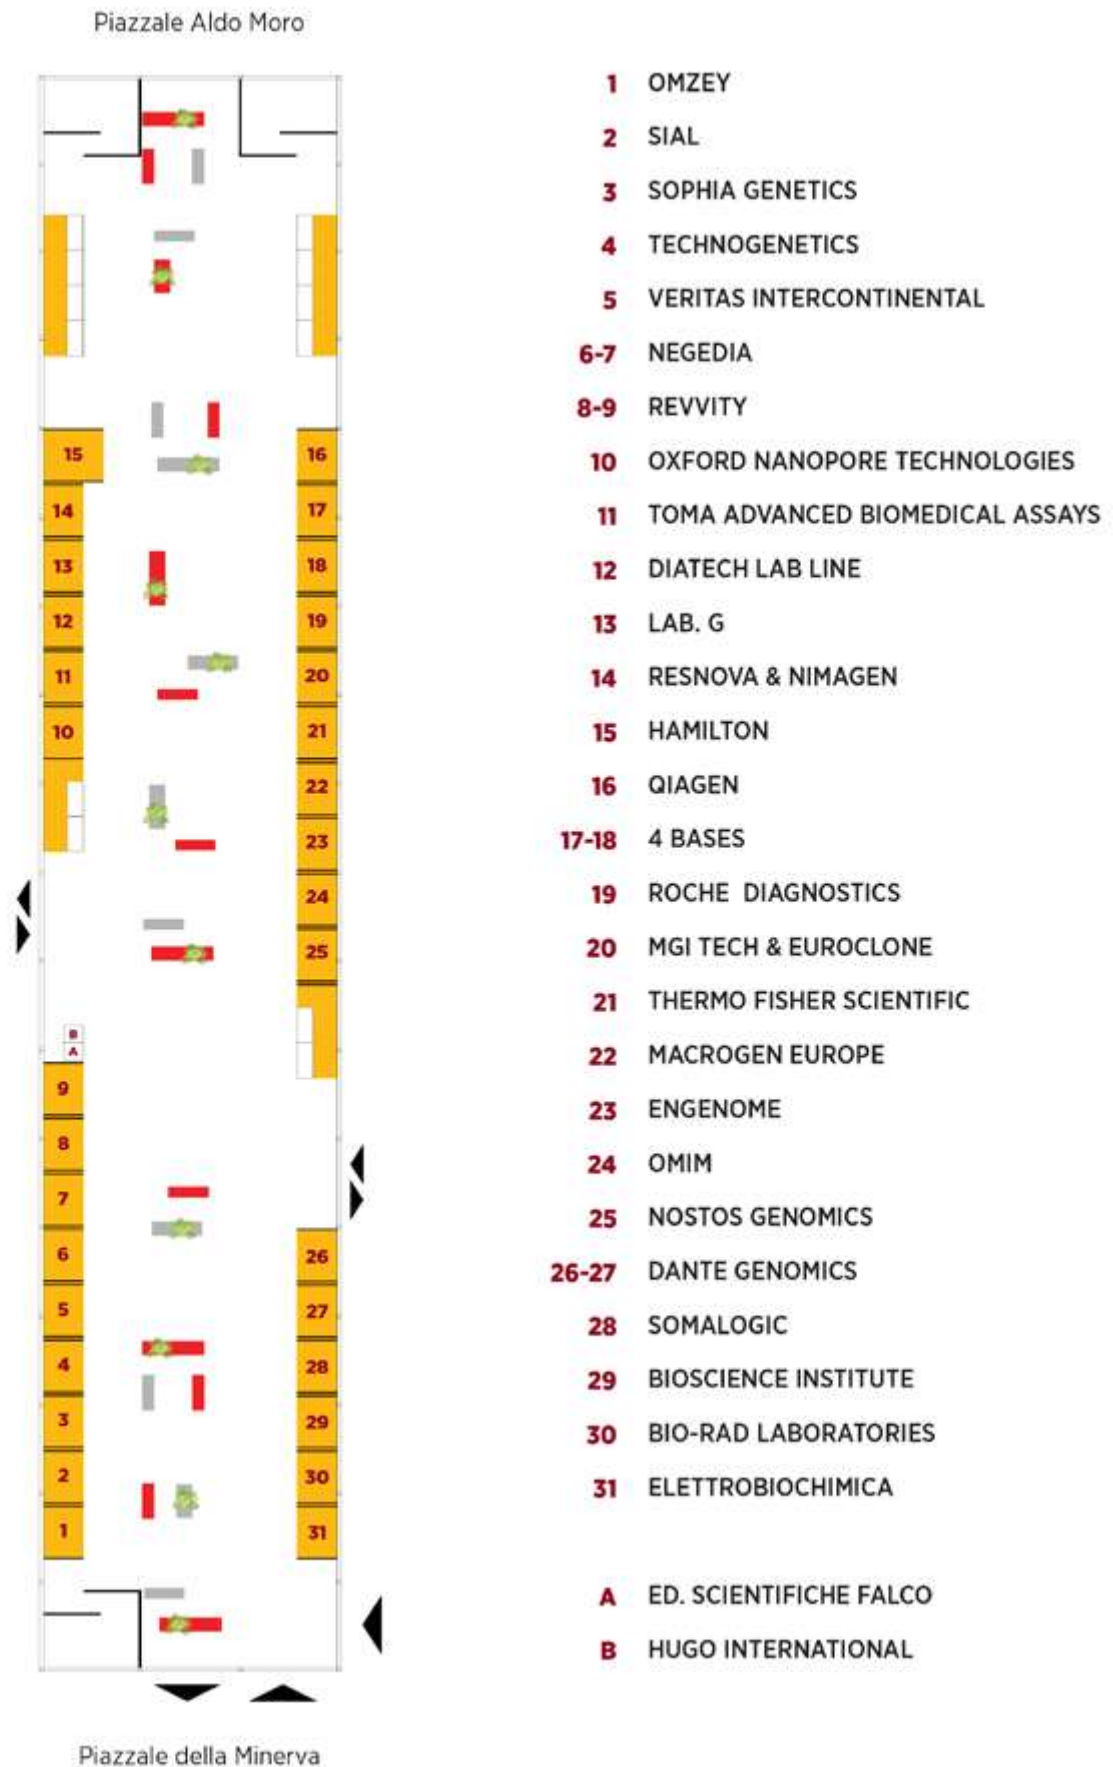 Piazzale Aldo Moro
15
14
13
12
11
10
B
A
9
8
7
6
5
4
3
2
1
16
17
18
19
20
21
22
23
24
25
26
27
28
29
30
31
Piazzale della Minerva
1 OMZEY
2 SIAL
3 SOPHIA GENETICS
4 TECHNOGENETICS
5 VERITAS INTERCONTINENTAL
6-7 NEGEDIA
8-9 REVVITY
10 OXFORD NANOPORE TECHNOLOGIES
11 TOMA ADVANCED BIOMEDICAL ASSAYS
12 DIATECH LAB LINE
13 LAB. G
14 RESNOVA & NIMAGEN
15 HAMILTON
16 QIAGEN
17-18 4 BASES
19 ROCHE DIAGNOSTICS
20 MGI TECH & EUROCLONE
21 THERMO FISHER SCIENTIFIC
22 MACROGEN EUROPE
23 ENGENOME
24 OMIM
25 NOSTOS GENOMICS
26-27 DANTE GENOMICS
28 SOMALOGIC
29 BIOSCIENCE INSTITUTE
30 BIO-RAD LABORATORIES
31 ELETTROBIOCHIMICA
A ED. SCIENTIFICHE FALCO
B HUGO INTERNATIONAL